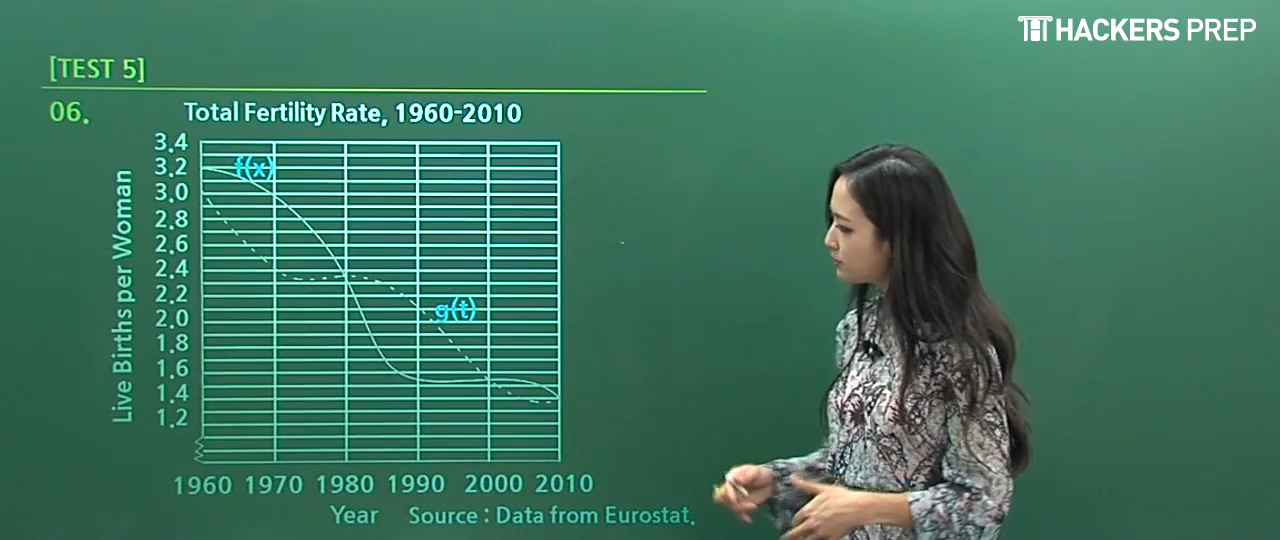 HACKERS PREP
[TEST 5]
06.
Total Fertility Rate, 1960-2010
3.4
3.2
3.0
2.8
2.6
2.4
2.2
2.0
1.8
1.6
1.4
1.2
Live Births per Woman
f(x)
g(t)
1960 1970 1980 1990 2000 2010
Year
Source : Data from Eurostat.